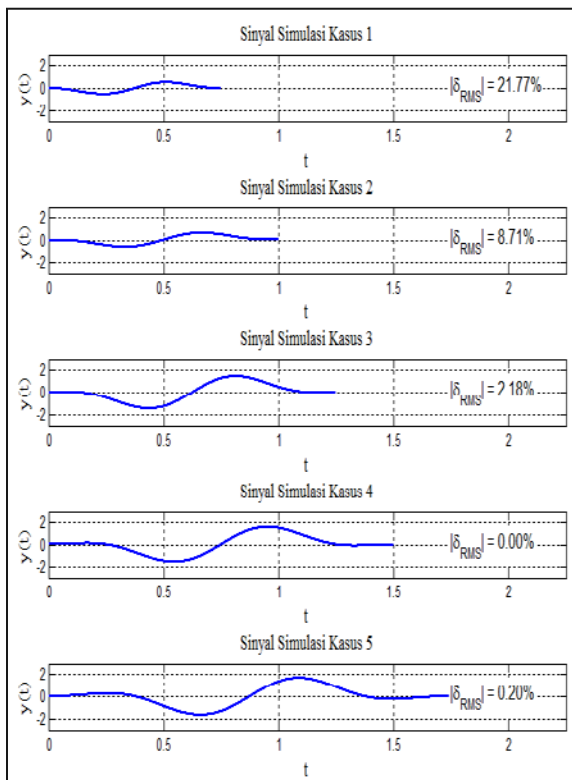 Sinyal Simulasi Kasus 1
2
0
-2
y(t)
|δRMS| = 21.77%
0 0.5 1 1.5 2
t
Sinyal Simulasi Kasus 2
2
0
-2
y(t)
|δRMS| = 8.71%
0 0.5 1 1.5 2
t
Sinyal Simulasi Kasus 3
2
0
-2
y(t)
|δRMS| = 2.18%
0 0.5 1 1.5 2
t
Sinyal Simulasi Kasus 4
2
0
-2
y(t)
|δRMS| = 0.00%
0 0.5 1 1.5 2
t
Sinyal Simulasi Kasus 5
2
0
-2
y(t)
|δRMS| = 0.20%
0 0.5 1 1.5 2
t